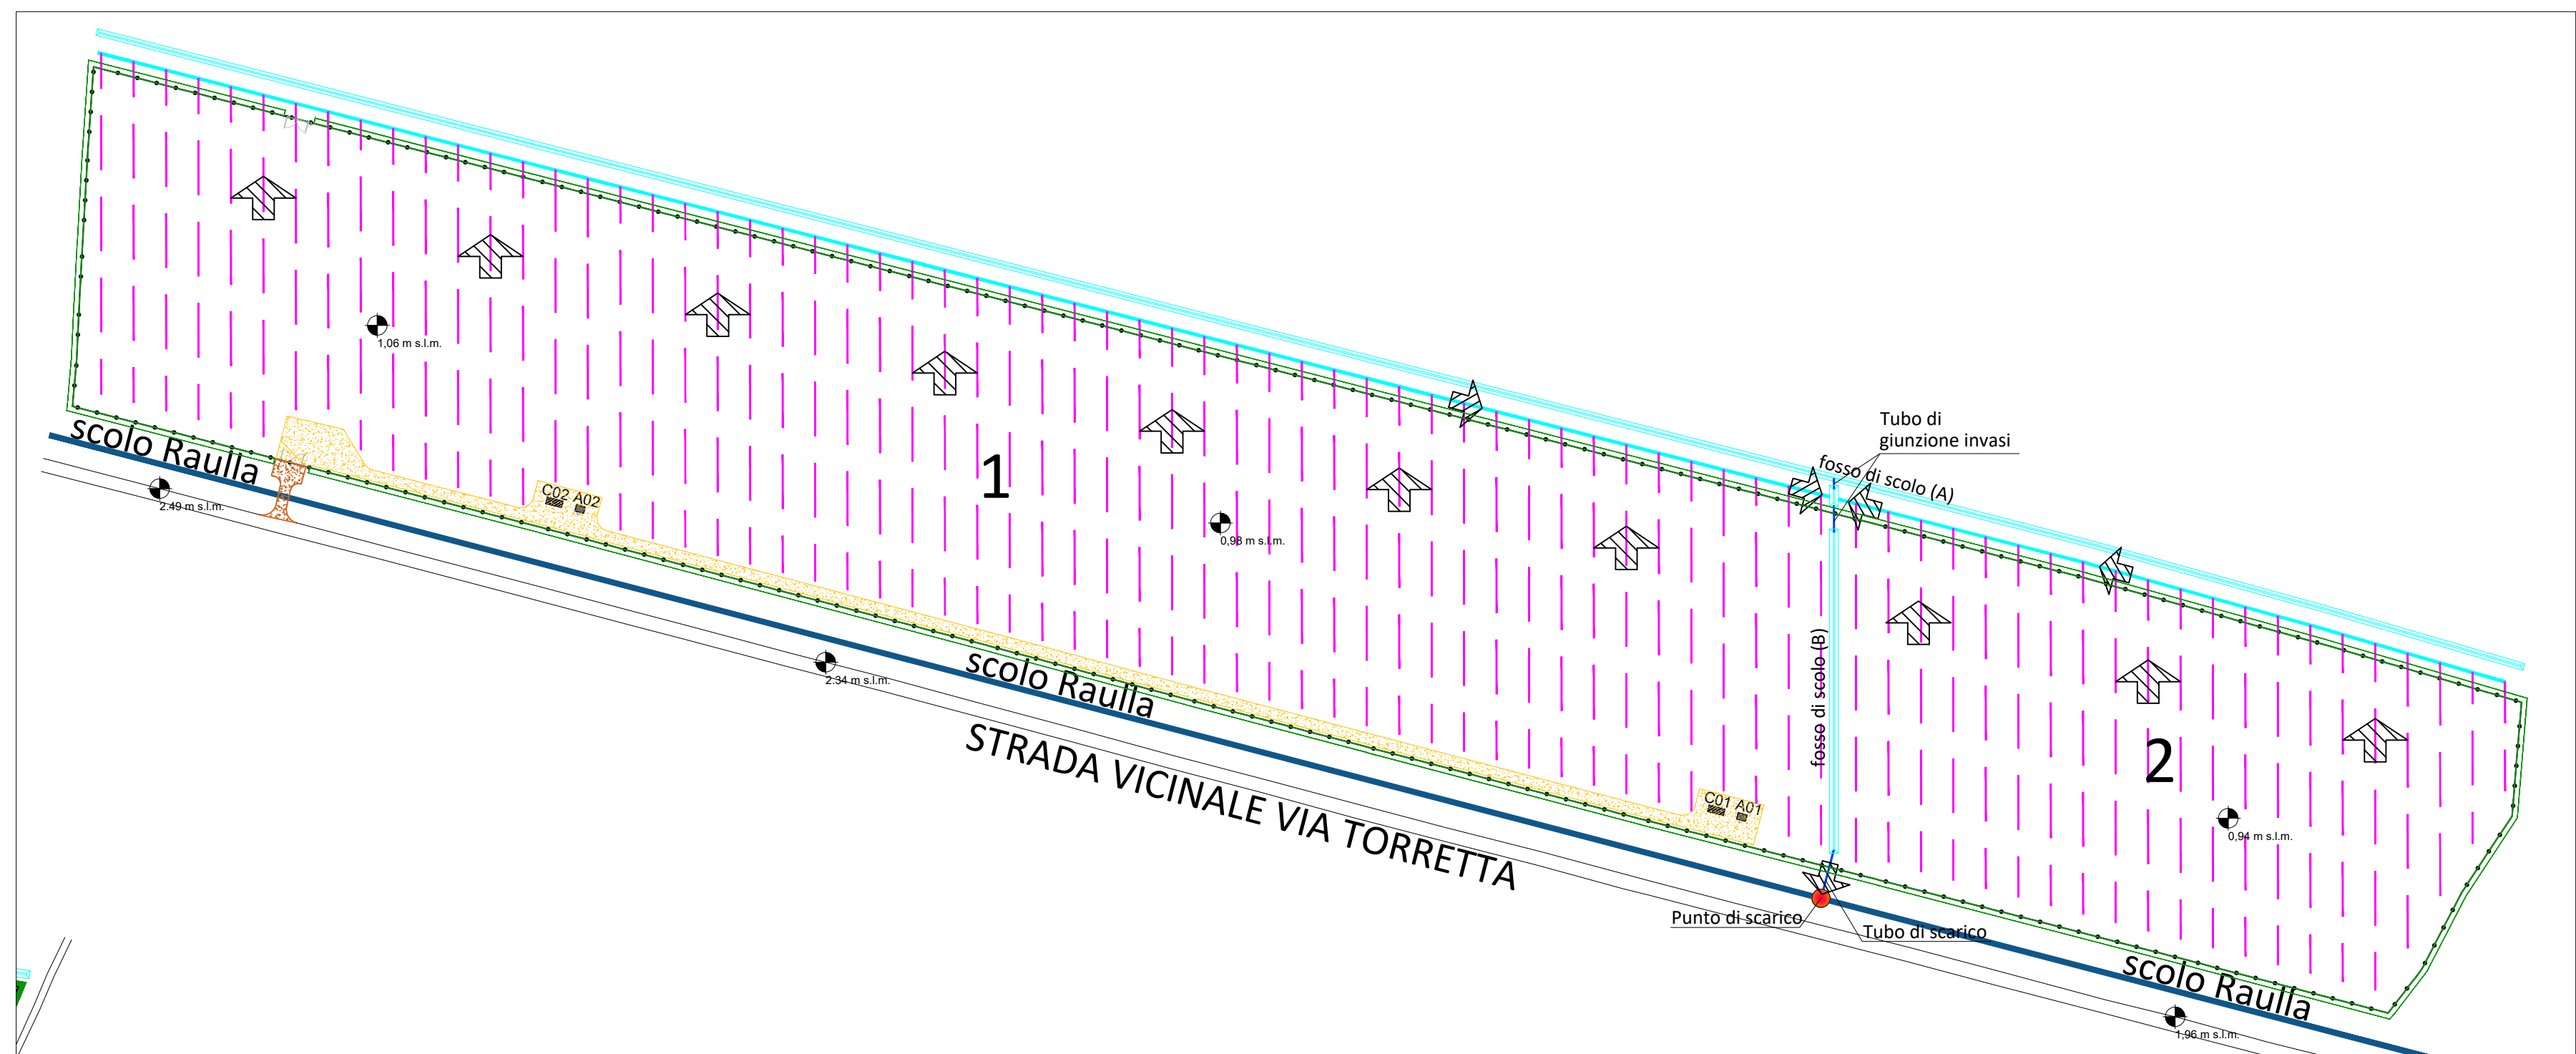 Tubo di
giunzione invasi
fosso di scolo (A)
1,06 m s.l.m.
scolo Raulla
1
C02 A02
2.49 m s.l.m.
0,98 m s.l.m.
fosso di scolo (B)
scolo Raulla
2.34 m s.l.m.
STRADA VICINALE VIA TORRETTA
2
C01 A01
0,94 m s.l.m.
Punto di scarico
Tubo di scarico
scolo Raulla
1,96 m s.l.m.